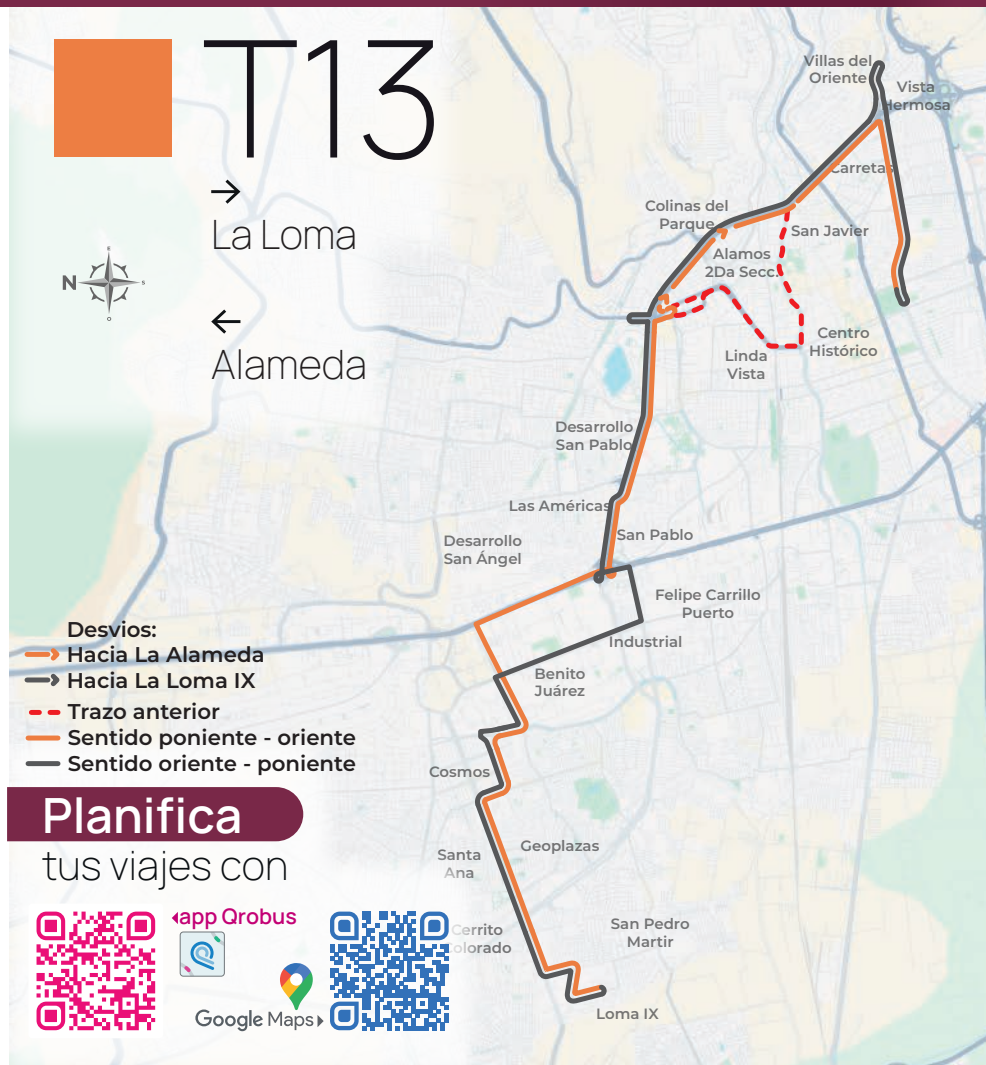 T13
La Loma
Alameda
N
Villas del
Oriente
Vista
Hermosa
Carretas
Colinas del
Parque
San Javier
Alamos
2Da Secc.
Centro
Histórico
Linda
Vista
Desarrollo
San Pablo
Las Américas
San Pablo
Desarrollo
San Ángel
Felipe Carrillo
Puerto
Industrial
Benito
Juárez
Cosmos
Geoplazas
Santa
Ana
Cerrito
Colorado
San Pedro
Martir
Loma IX
Desvios:
Hacia La Alameda
Hacia La Loma IX
Trazo anterior
Sentido poniente - oriente
Sentido oriente - poniente
Planifica
tus viajes con
app Qrobus
Google Maps